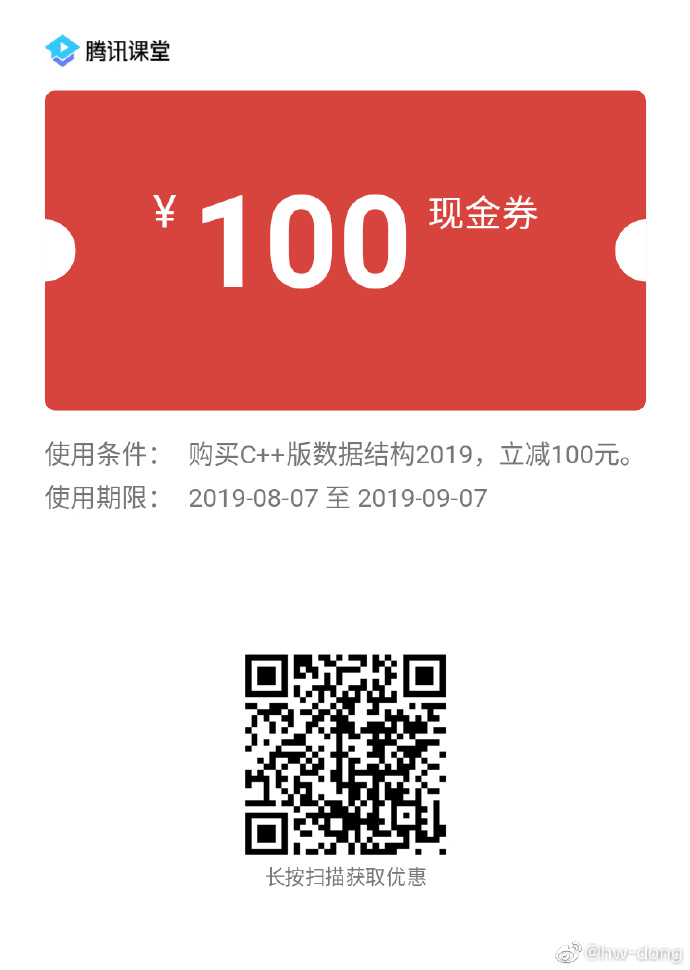 腾讯课堂
¥ 100 现金券
使用条件： 购买C++版数据结构2019，立减100元。
使用期限： 2019-08-07 至 2019-09-07
长按扫描获取优惠
@hw-dong